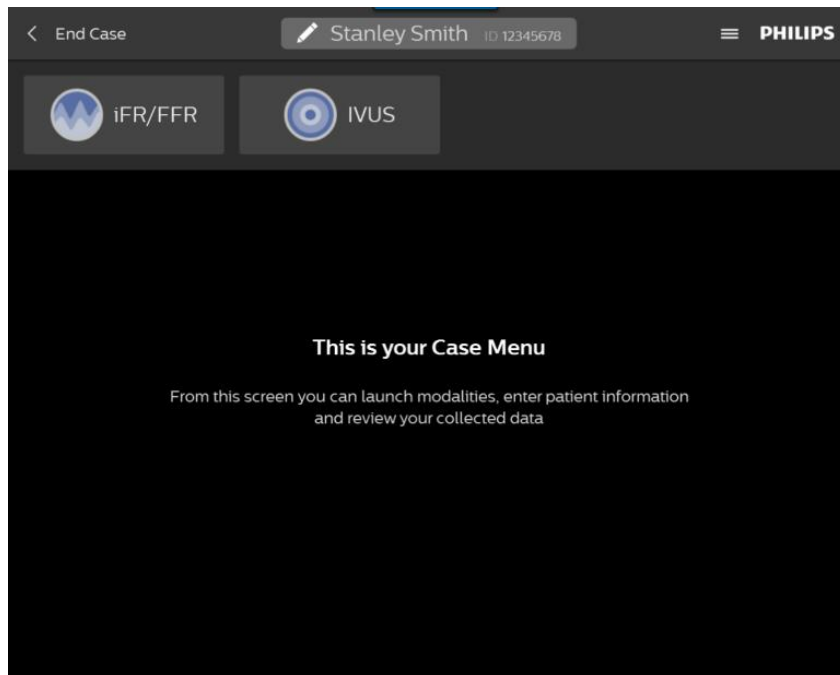 End Case
Stanley Smith ID 12345678
PHILIPS
iFR/FFR
IVUS
This is your Case Menu
From this screen you can launch modalities, enter patient information
and review your collected data